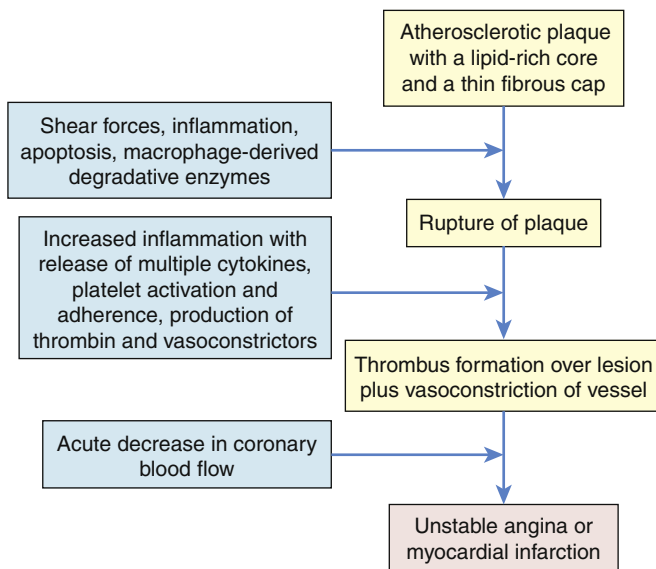 Atherosclerotic plaque
with a lipid-rich core
and a thin fibrous cap
Shear forces, inflammation,
apoptosis, macrophage-derived
degradative enzymes
Rupture of plaque
Increased inflammation with
release of multiple cytokines,
platelet activation and
adherence, production of
thrombin and vasoconstrictors
Thrombus formation over lesion
plus vasoconstriction of vessel
Acute decrease in coronary
blood flow
Unstable angina or
myocardial infarction